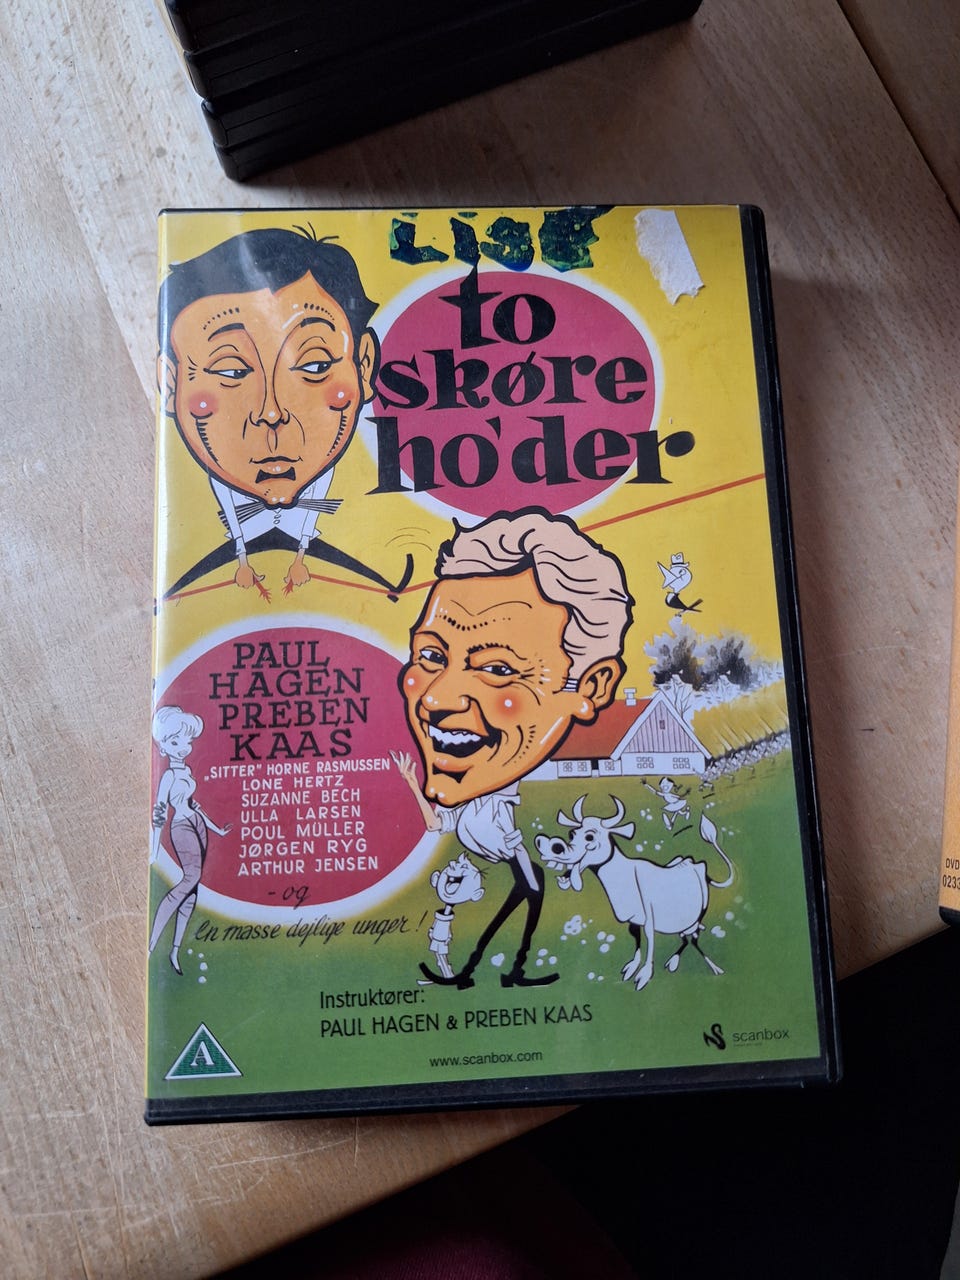 LiSE
to
skøre
ho'der
PAUL
HAGEN
PREBEN
KAAS
„SITTER" HORNE RASMUSSEN
LONE HERTZ
SUZANNE BECH
ULLA LARSEN
POUL MÜLLER
JØRGEN RYG
ARTHUR JENSEN
- og
en masse dejlige unger!
Instruktører:
PAUL HAGEN & PREBEN KAAS
www.scanbox.com
A
scanbox
DVD
0233